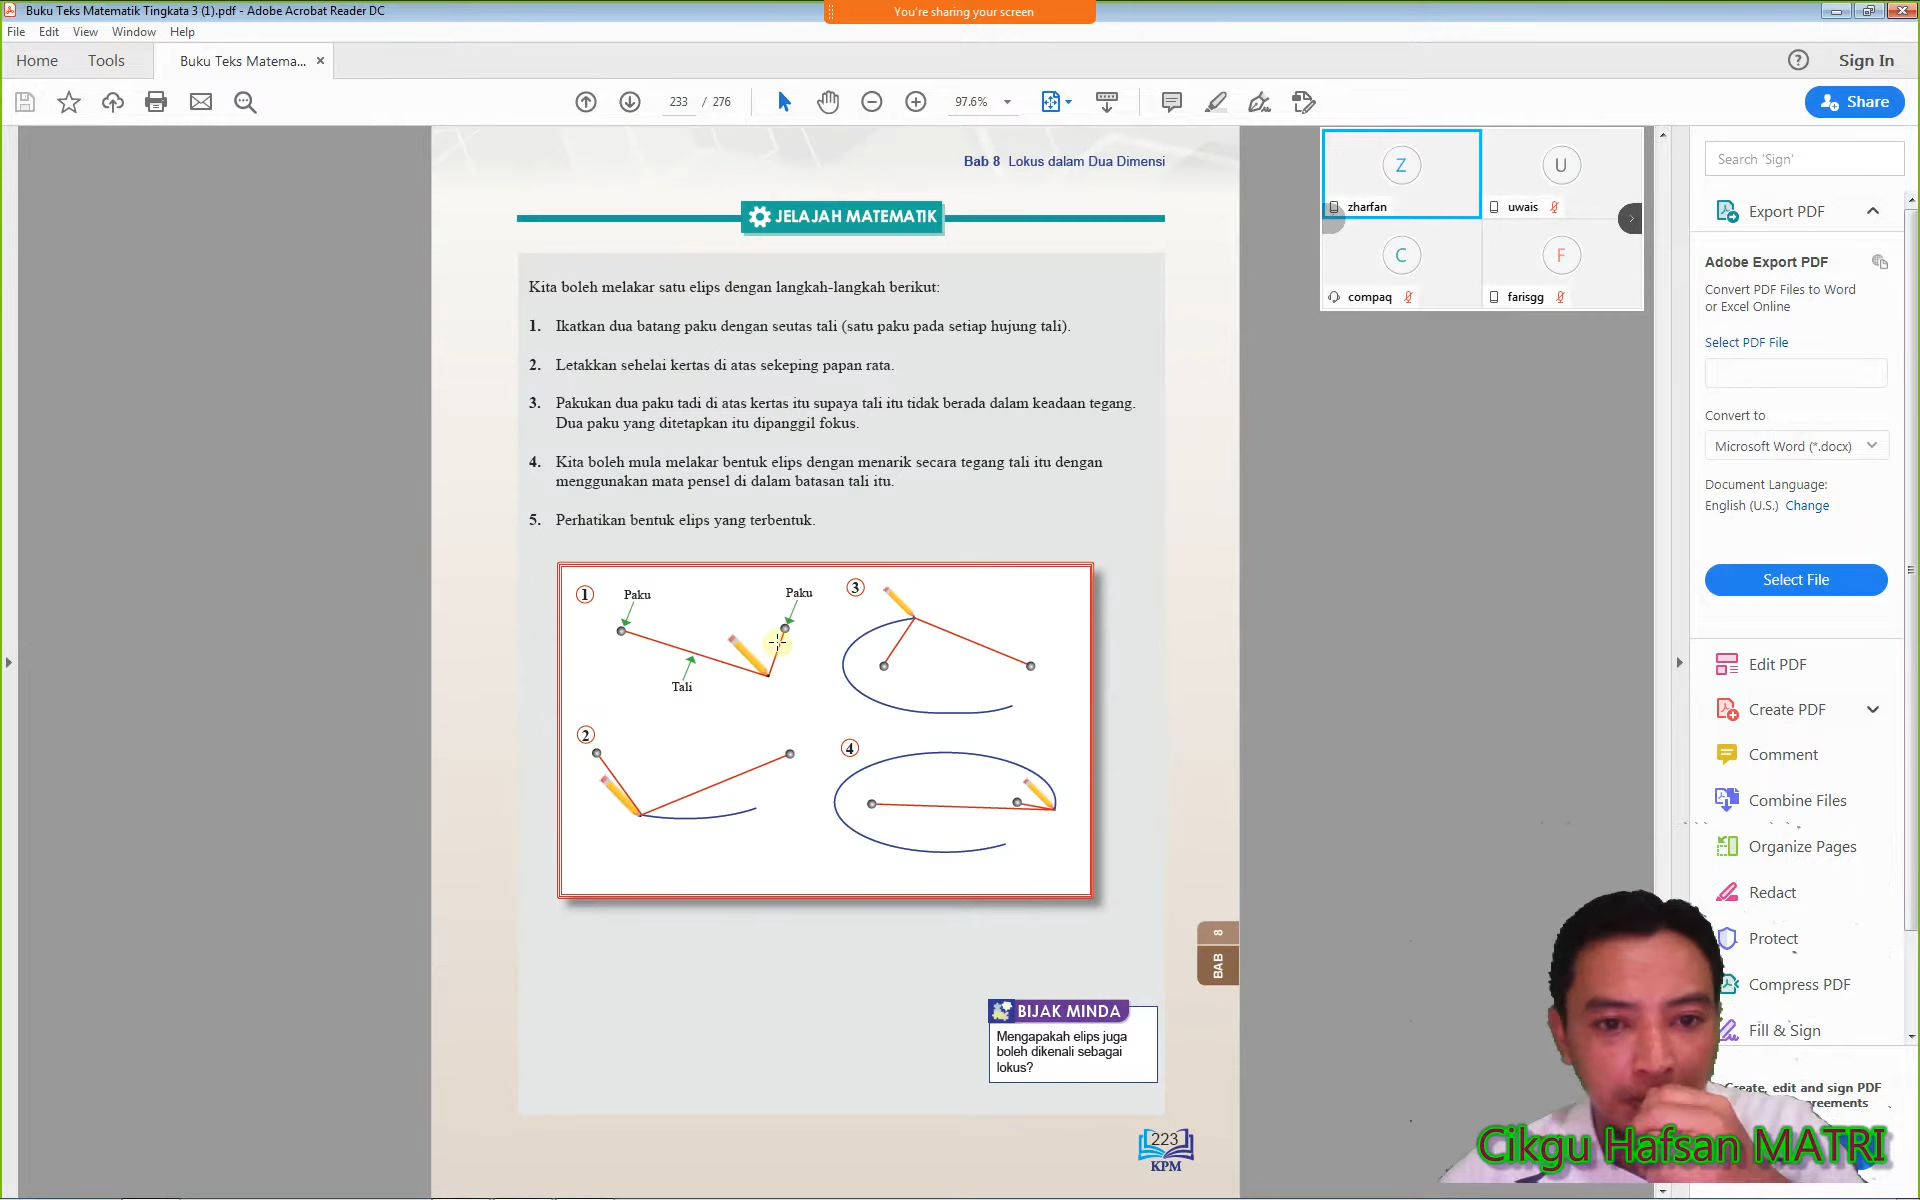 Buku Teks Matematik Tingkata 3 (1).pdf - Adobe Acrobat Reader DC
You're sharing your screen
File Edit View Window Help
Home Tools Buku Teks Matema... × Sign In
233 / 276 97.6% Share
Bab 8 Lokus dalam Dua Dimensi
JELAJAH MATEMATIK
Kita boleh melakar satu elips dengan langkah-langkah berikut:
1. Ikatkan dua batang paku dengan seutas tali (satu paku pada setiap hujung tali).
2. Letakkan sehelai kertas di atas sekeping papan rata.
3. Pakukan dua paku tadi di atas kertas itu supaya tali itu tidak berada dalam keadaan tegang.
Dua paku yang ditetapkan itu dipanggil fokus.
4. Kita boleh mula melakar bentuk elips dengan menarik secara tegang tali itu dengan
menggunakan mata pensel di dalam batasan tali itu.
5. Perhatikan bentuk elips yang terbentuk.
1
Paku
Paku
Tali
2
3
4
BAB 8
BIJAK MINDA
Mengapakah elips juga
boleh dikenali sebagai
lokus?
223
KPM
Z
zharfan
U
uwais
C
compaq
F
farisgg
Search 'Sign'
Export PDF
Adobe Export PDF
Convert PDF Files to Word
or Excel Online
Select PDF File
Convert to
Microsoft Word (*.docx)
Document Language:
English (U.S.) Change
Select File
Edit PDF
Create PDF
Comment
Combine Files
Organize Pages
Redact
Protect
Compress PDF
Fill & Sign
Create, edit and sign PDF
Cikgu Hafsan MATRI